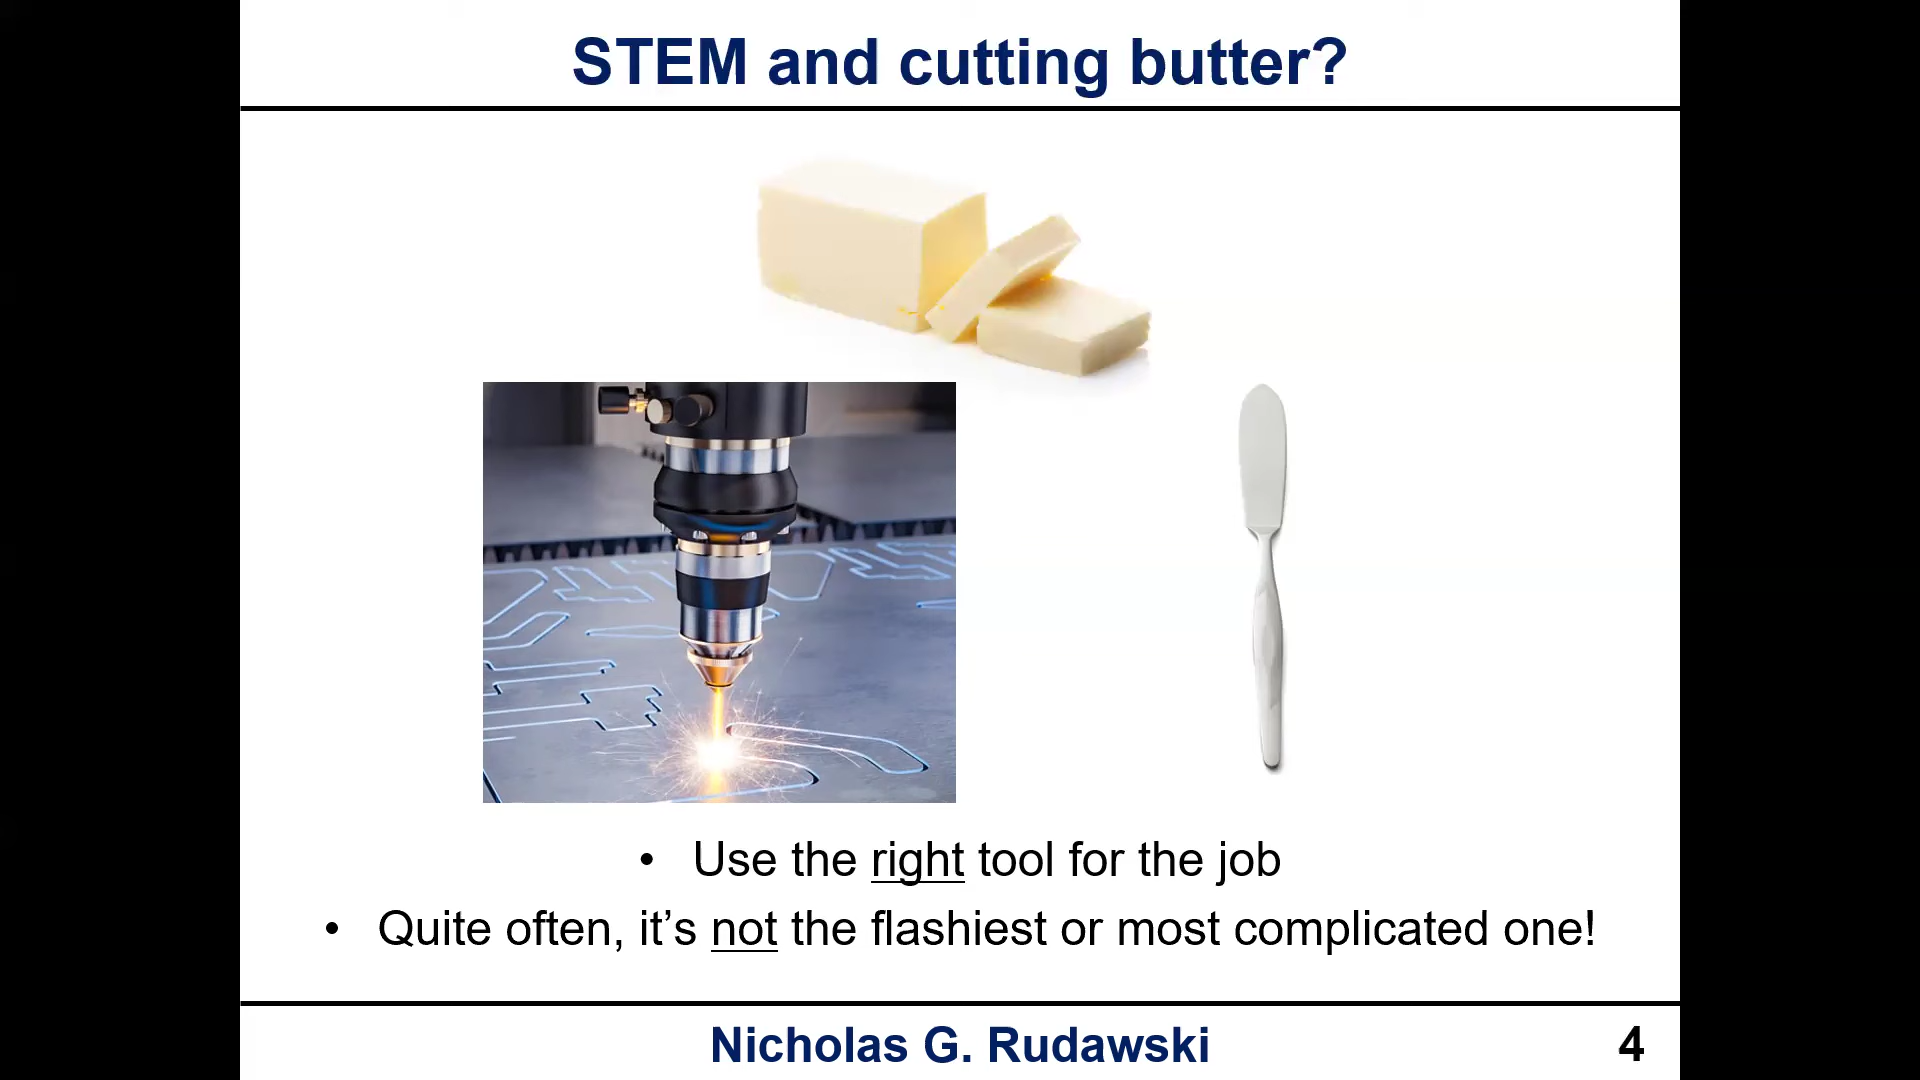 STEM and cutting butter?
• Use the right tool for the job
• Quite often, it’s not the flashiest or most complicated one!
Nicholas G. Rudawski
4